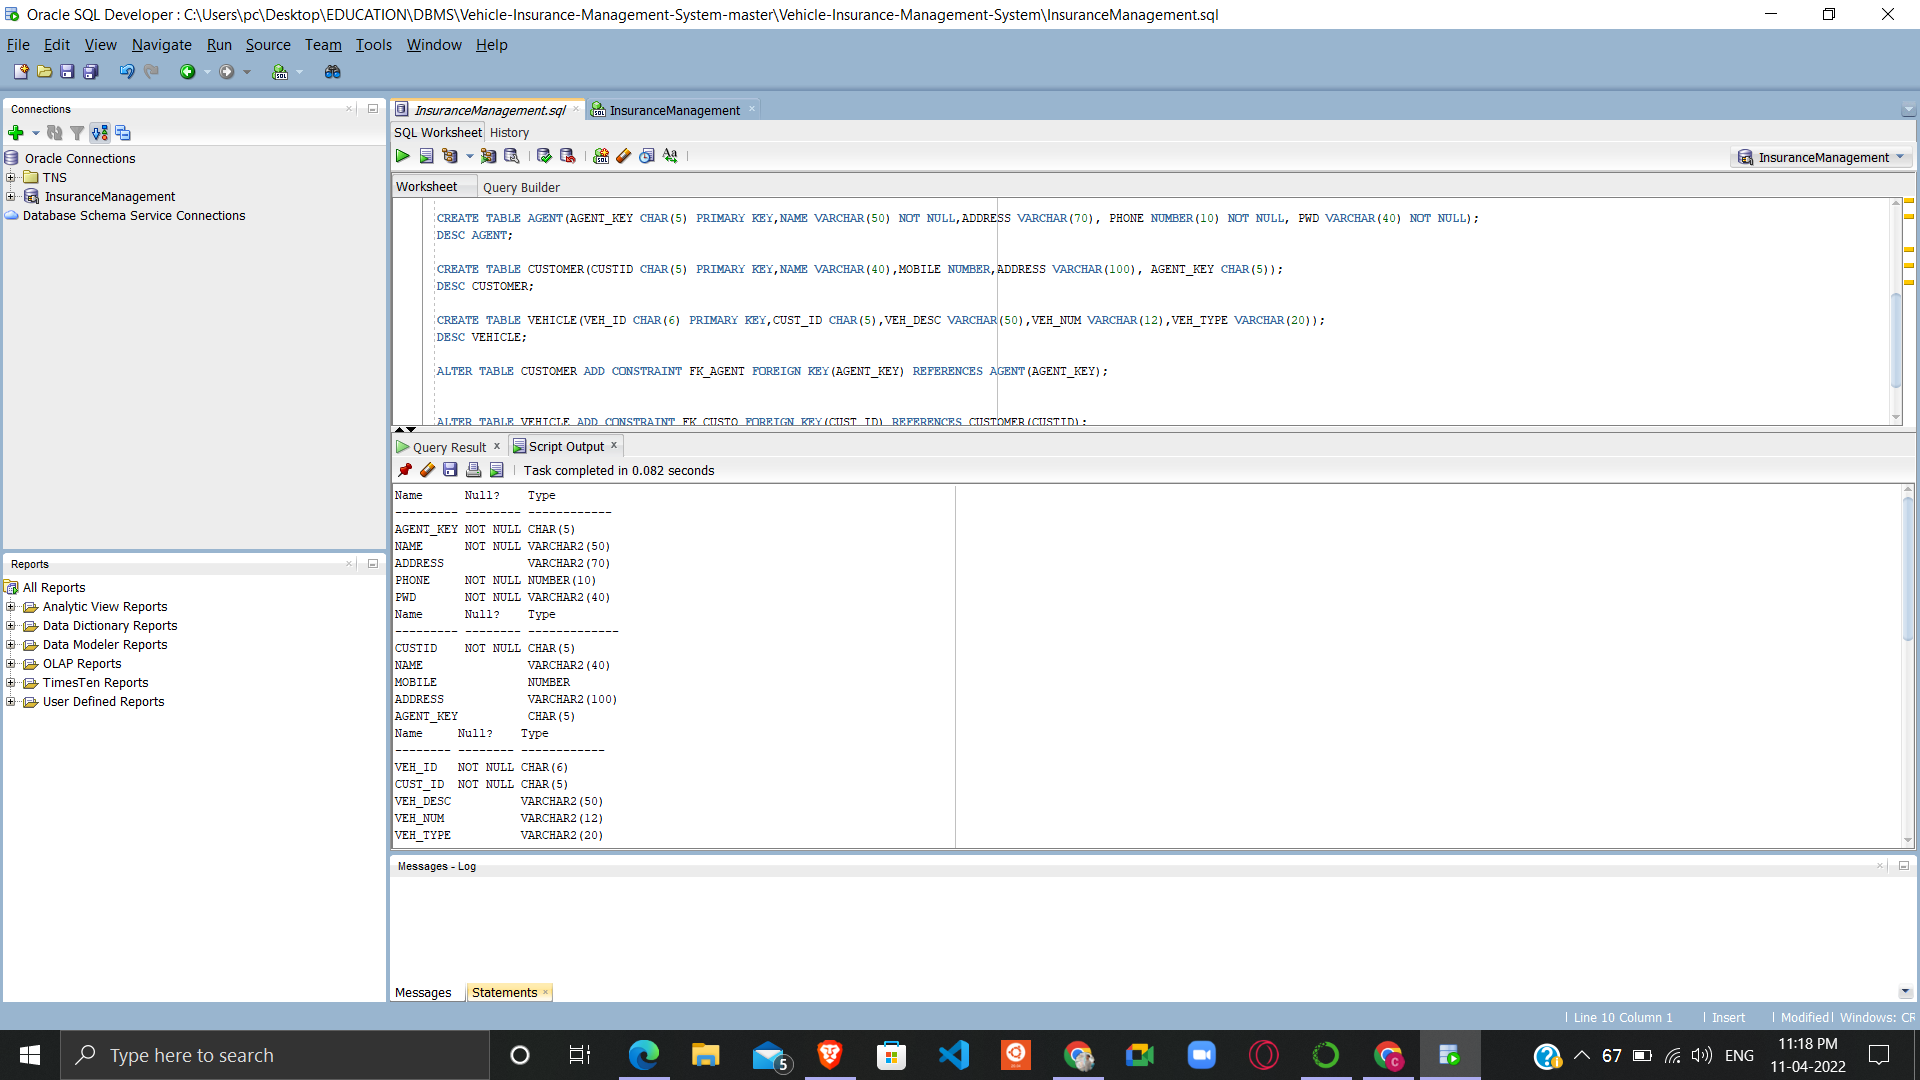 Oracle SQL Developer : C:\Users\pc\Desktop\EDUCATION\DBMS\Vehicle-Insurance-Management-System-master\Vehicle-Insurance-Management-System\InsuranceManagement.sql
File Edit View Navigate Run Source Team Tools Window Help
Connections
Oracle Connections
TNS
InsuranceManagement
Database Schema Service Connections
Reports
All Reports
Analytic View Reports
Data Dictionary Reports
Data Modeler Reports
OLAP Reports
TimesTen Reports
User Defined Reports
InsuranceManagement.sql InsuranceManagement
SQL Worksheet History
InsuranceManagement
Worksheet Query Builder
CREATE TABLE AGENT(AGENT_KEY CHAR(5) PRIMARY KEY,NAME VARCHAR(50) NOT NULL,ADDRESS VARCHAR(70), PHONE NUMBER(10) NOT NULL, PWD VARCHAR(40) NOT NULL);
DESC AGENT;
CREATE TABLE CUSTOMER(CUSTID CHAR(5) PRIMARY KEY,NAME VARCHAR(40),MOBILE NUMBER,ADDRESS VARCHAR(100), AGENT_KEY CHAR(5));
DESC CUSTOMER;
CREATE TABLE VEHICLE(VEH_ID CHAR(6) PRIMARY KEY,CUST_ID CHAR(5),VEH_DESC VARCHAR(50),VEH_NUM VARCHAR(12),VEH_TYPE VARCHAR(20));
DESC VEHICLE;
ALTER TABLE CUSTOMER ADD CONSTRAINT FK_AGENT FOREIGN KEY(AGENT_KEY) REFERENCES AGENT(AGENT_KEY);
ALTER TABLE VEHICLE ADD CONSTRAINT FK_CUSTO FOREIGN KEY(CUST_ID) REFERENCES CUSTOMER(CUSTID);
Query Result Script Output
Task completed in 0.082 seconds
Name Null? Type
--------- -------- ------------
AGENT_KEY NOT NULL CHAR(5)
NAME NOT NULL VARCHAR2(50)
ADDRESS VARCHAR2(70)
PHONE NOT NULL NUMBER(10)
PWD NOT NULL VARCHAR2(40)
Name Null? Type
--------- -------- -------------
CUSTID NOT NULL CHAR(5)
NAME VARCHAR2(40)
MOBILE NUMBER
ADDRESS VARCHAR2(100)
AGENT_KEY CHAR(5)
Name Null? Type
-------- -------- ------------
VEH_ID NOT NULL CHAR(6)
CUST_ID NOT NULL CHAR(5)
VEH_DESC VARCHAR2(50)
VEH_NUM VARCHAR2(12)
VEH_TYPE VARCHAR2(20)
Messages - Log
Messages Statements
Line 10 Column 1 Insert Modified Windows: CR
Type here to search
5
67 ENG
11:18 PM
11-04-2022